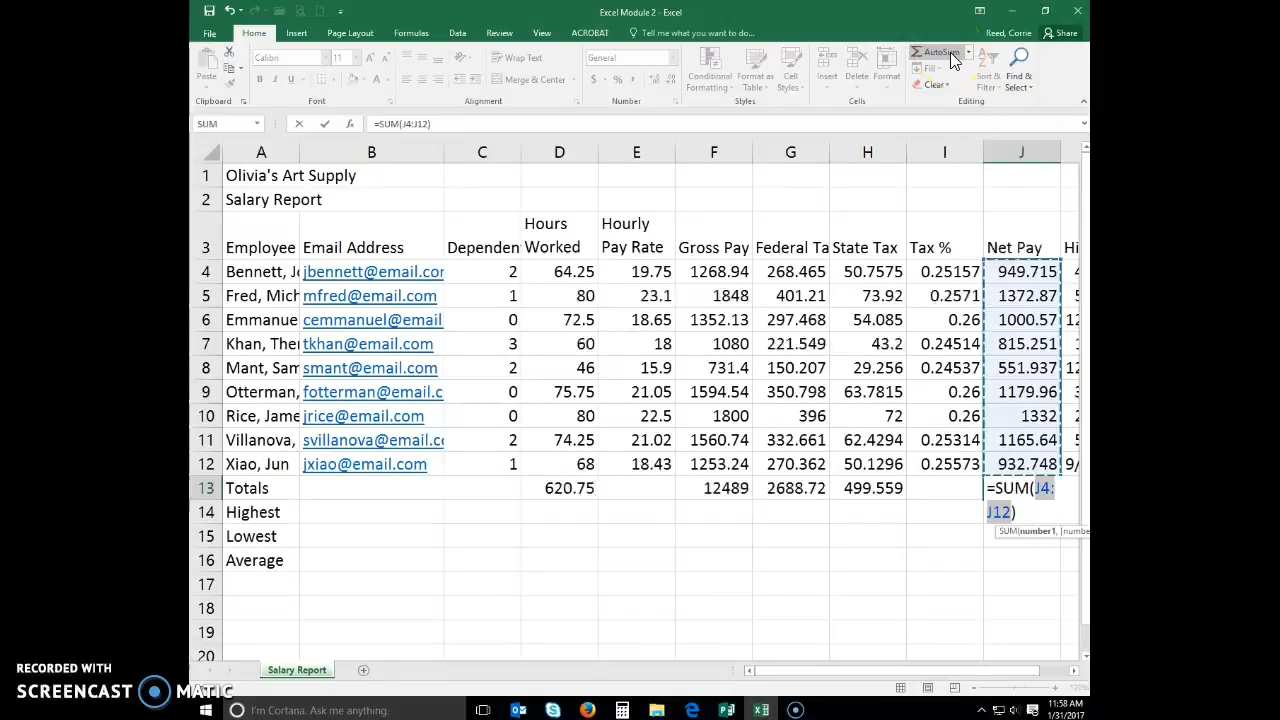 Excel Module 2 - Excel
File Home Insert Page Layout Formulas Data Review View ACROBAT Tell me what you want to do... Reed, Corrie Share
Calibri 11 Wrap Text General AutoSum
Paste Conditional Format as Cell Insert Delete Format Fill Sort & Find &
B I U Merge & Center $ % , Formatting Table Styles Clear Filter Select
Clipboard Font Alignment Number Styles Cells Editing
SUM =SUM(J4:J12)
A B C D E F G H I J
1 Olivia's Art Supply
2 Salary Report
Hours Hourly
3 Employee Email Address Dependen Worked Pay Rate Gross Pay Federal Ta State Tax Tax % Net Pay Hi
4 Bennett, Jo jbennett@email.com 2 64.25 19.75 1268.94 268.465 50.7575 0.25157 949.715 4
5 Fred, Mich mfred@email.com 1 80 23.1 1848 401.21 73.92 0.2571 1372.87 5
6 Emmanue cemmanuel@email 0 72.5 18.65 1352.13 297.468 54.085 0.26 1000.57 12
7 Khan, Ther tkhan@email.com 3 60 18 1080 221.549 43.2 0.24514 815.251 1
8 Mant, Sam smant@email.com 2 46 15.9 731.4 150.207 29.256 0.24537 551.937 12
9 Otterman, fotterman@email.c 0 75.75 21.05 1594.54 350.798 63.7815 0.26 1179.96 3
10 Rice, Jame jrice@email.com 0 80 22.5 1800 396 72 0.26 1332 2
11 Villanova, svillanova@email.co 2 74.25 21.02 1560.74 332.661 62.4294 0.25314 1165.64 5
12 Xiao, Jun jxiao@email.com 1 68 18.43 1253.24 270.362 50.1296 0.25573 932.748 9/
13 Totals 620.75 12489 2688.72 499.559 =SUM(J4:
14 Highest J12)
15 Lowest SUM(number1, [numbe
16 Average
17
18
19
20
Salary Report
120%
RECORDED WITH
SCREENCAST MATIC
I'm Cortana. Ask me anything. 11:58 AM
1/31/2017